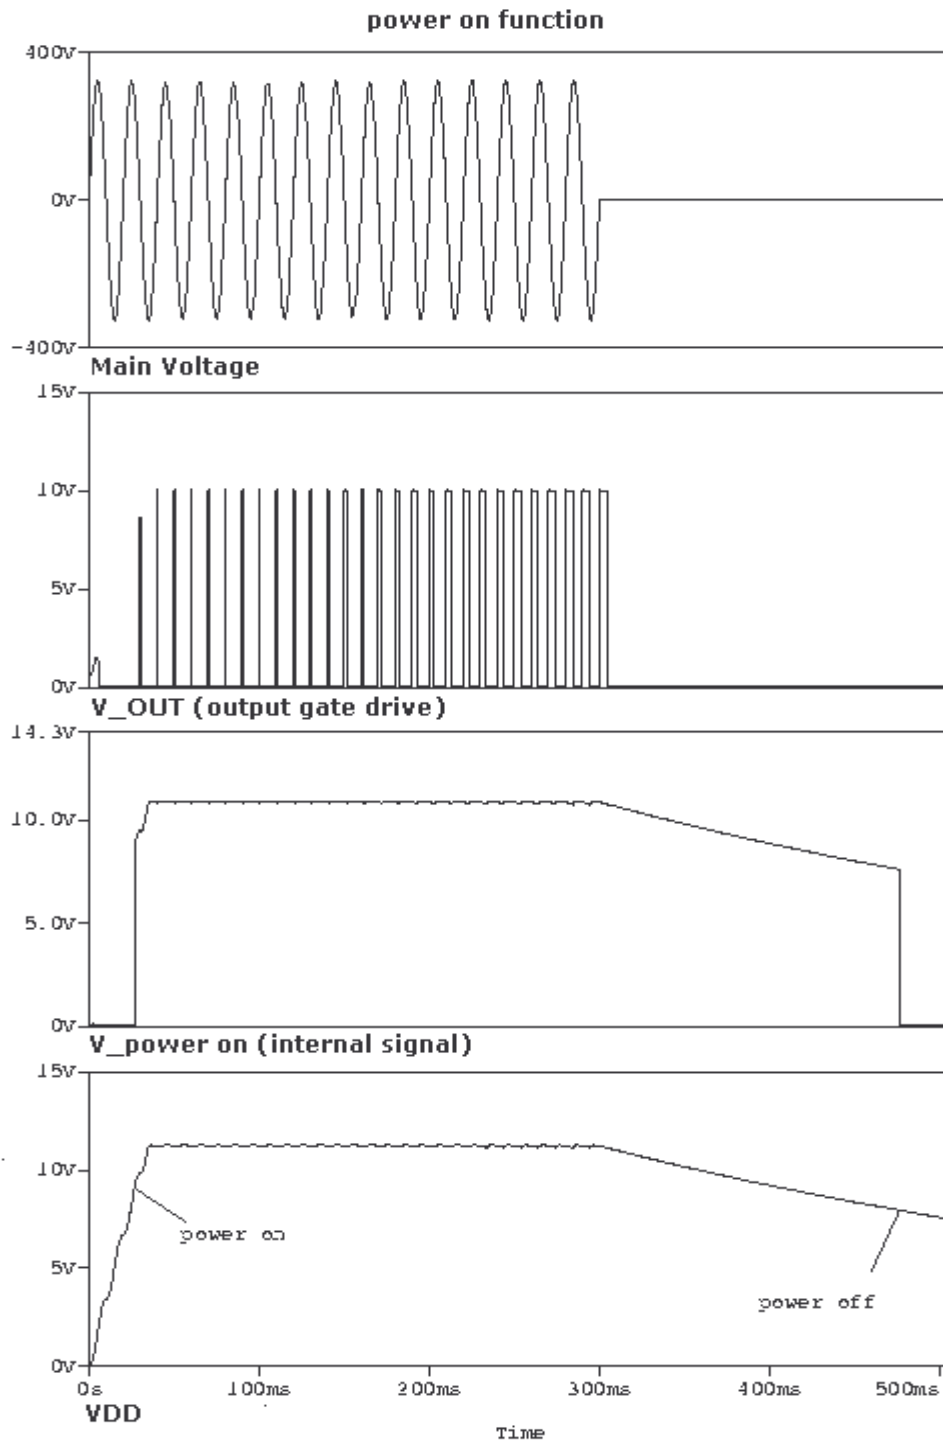 power on function
400V
0V
-400V
Main Voltage
15V
10V
5V
0V
V_OUT (output gate drive)
14.3V
10.0V
5.0V
0V
V_power on (internal signal)
15V
10V
power on
5V
power off
0V
0s 100ms 200ms 300ms 400ms 500ms
VDD
Time